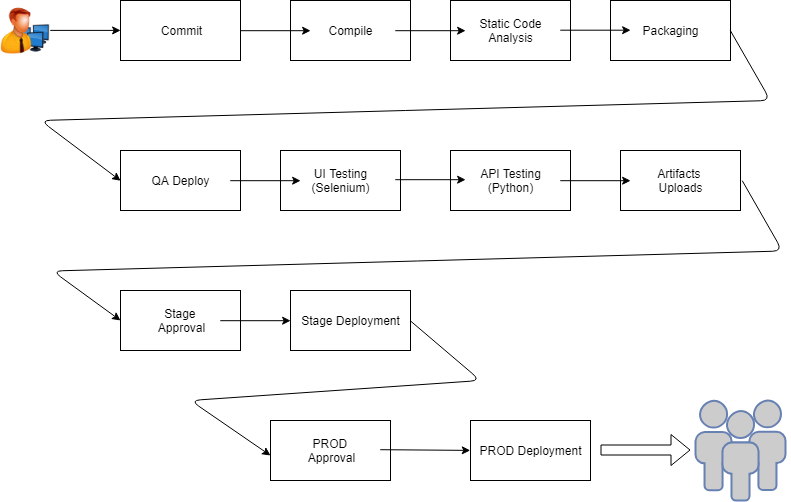 Commit
Compile
Static Code
Analysis
Packaging
QA Deploy
UI Testing
(Selenium)
API Testing
(Python)
Artifacts
Uploads
Stage
Approval
Stage Deployment
PROD
Approval
PROD Deployment